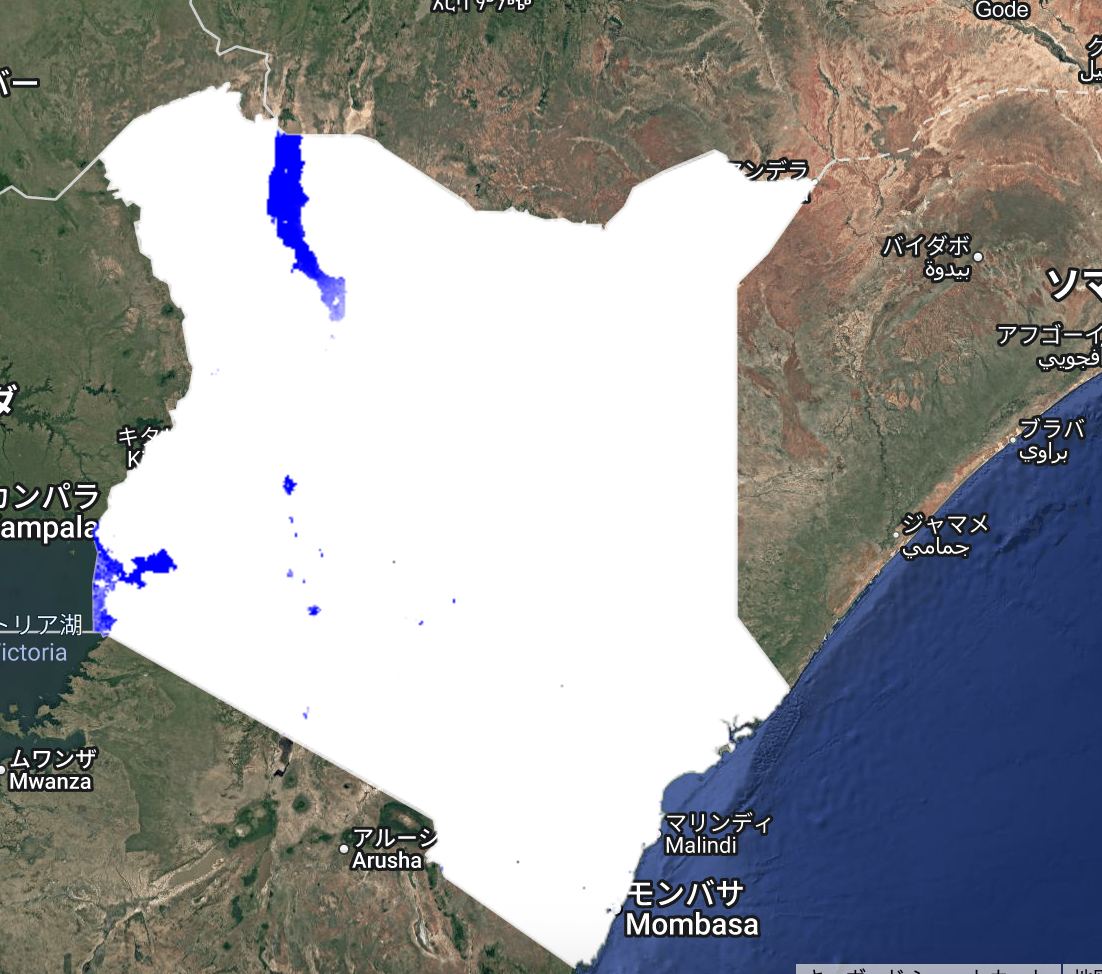 Gode
バー
ンデラ
バイダボ
بيدوة
ソマ
アフゴーイ
أفجويي
ダ
キタ
Ki
ブラバ
براوي
カンパラ
ampala
ジャマメ
جمامي
トリア湖
ictoria
ムワンザ
Mwanza
マリンディ
Malindi
アルーシ
Arusha
モンバサ
Mombasa